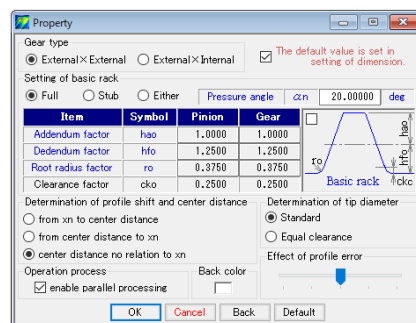 Property
Gear type
External×External External×Internal
The default value is set in
setting of dimension.
Setting of basic rack
Full Stub Either Pressure angle αn 20.00000 deg
Item Symbol Pinion Gear
Addendum factor hao 1.0000 1.0000
Dedendum factor hfo 1.2500 1.2500
Root radius factor ro 0.3750 0.3750
Clearance factor cko 0.2500 0.2500
hao
hfo
ro
Basic rack
ckc
Determination of profile shift and center distance
from xn to center distance
from center distance to xn
center distance no relation to xn
Determination of tip diameter
Standard
Equal clearance
Operation process
enable parallel processing
Back color
Effect of profile error
OK Cancel Back Default